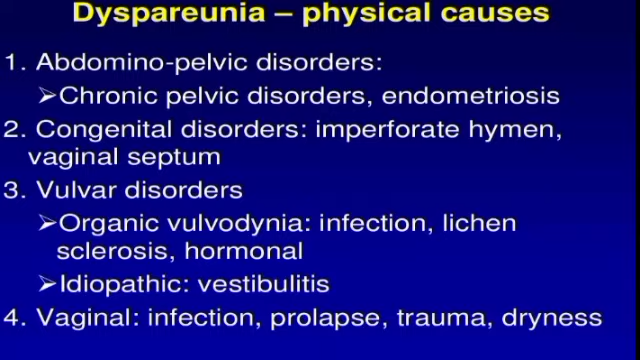 Dyspareunia – physical causes
1. Abdomino-pelvic disorders:
➢Chronic pelvic disorders, endometriosis
2. Congenital disorders: imperforate hymen,
vaginal septum
3. Vulvar disorders
➢Organic vulvodynia: infection, lichen
sclerosis, hormonal
➢Idiopathic: vestibulitis
4. Vaginal: infection, prolapse, trauma, dryness